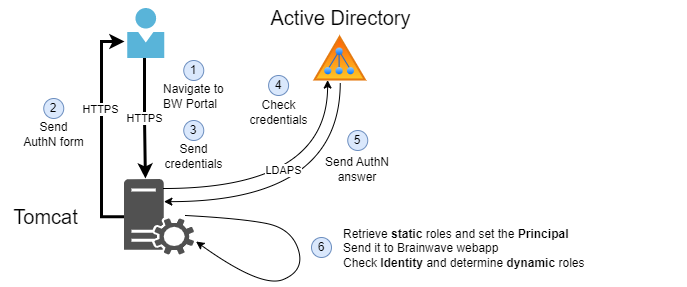 Active Directory
1
Navigate to
BW Portal
2
Send
AuthN form
HTTPS
HTTPS
3
Send
credentials
4
Check
credentials
5
Send AuthN
answer
LDAPS
Tomcat
6
Retrieve static roles and set the Principal
Send it to Brainwave webapp
Check Identity and determine dynamic roles